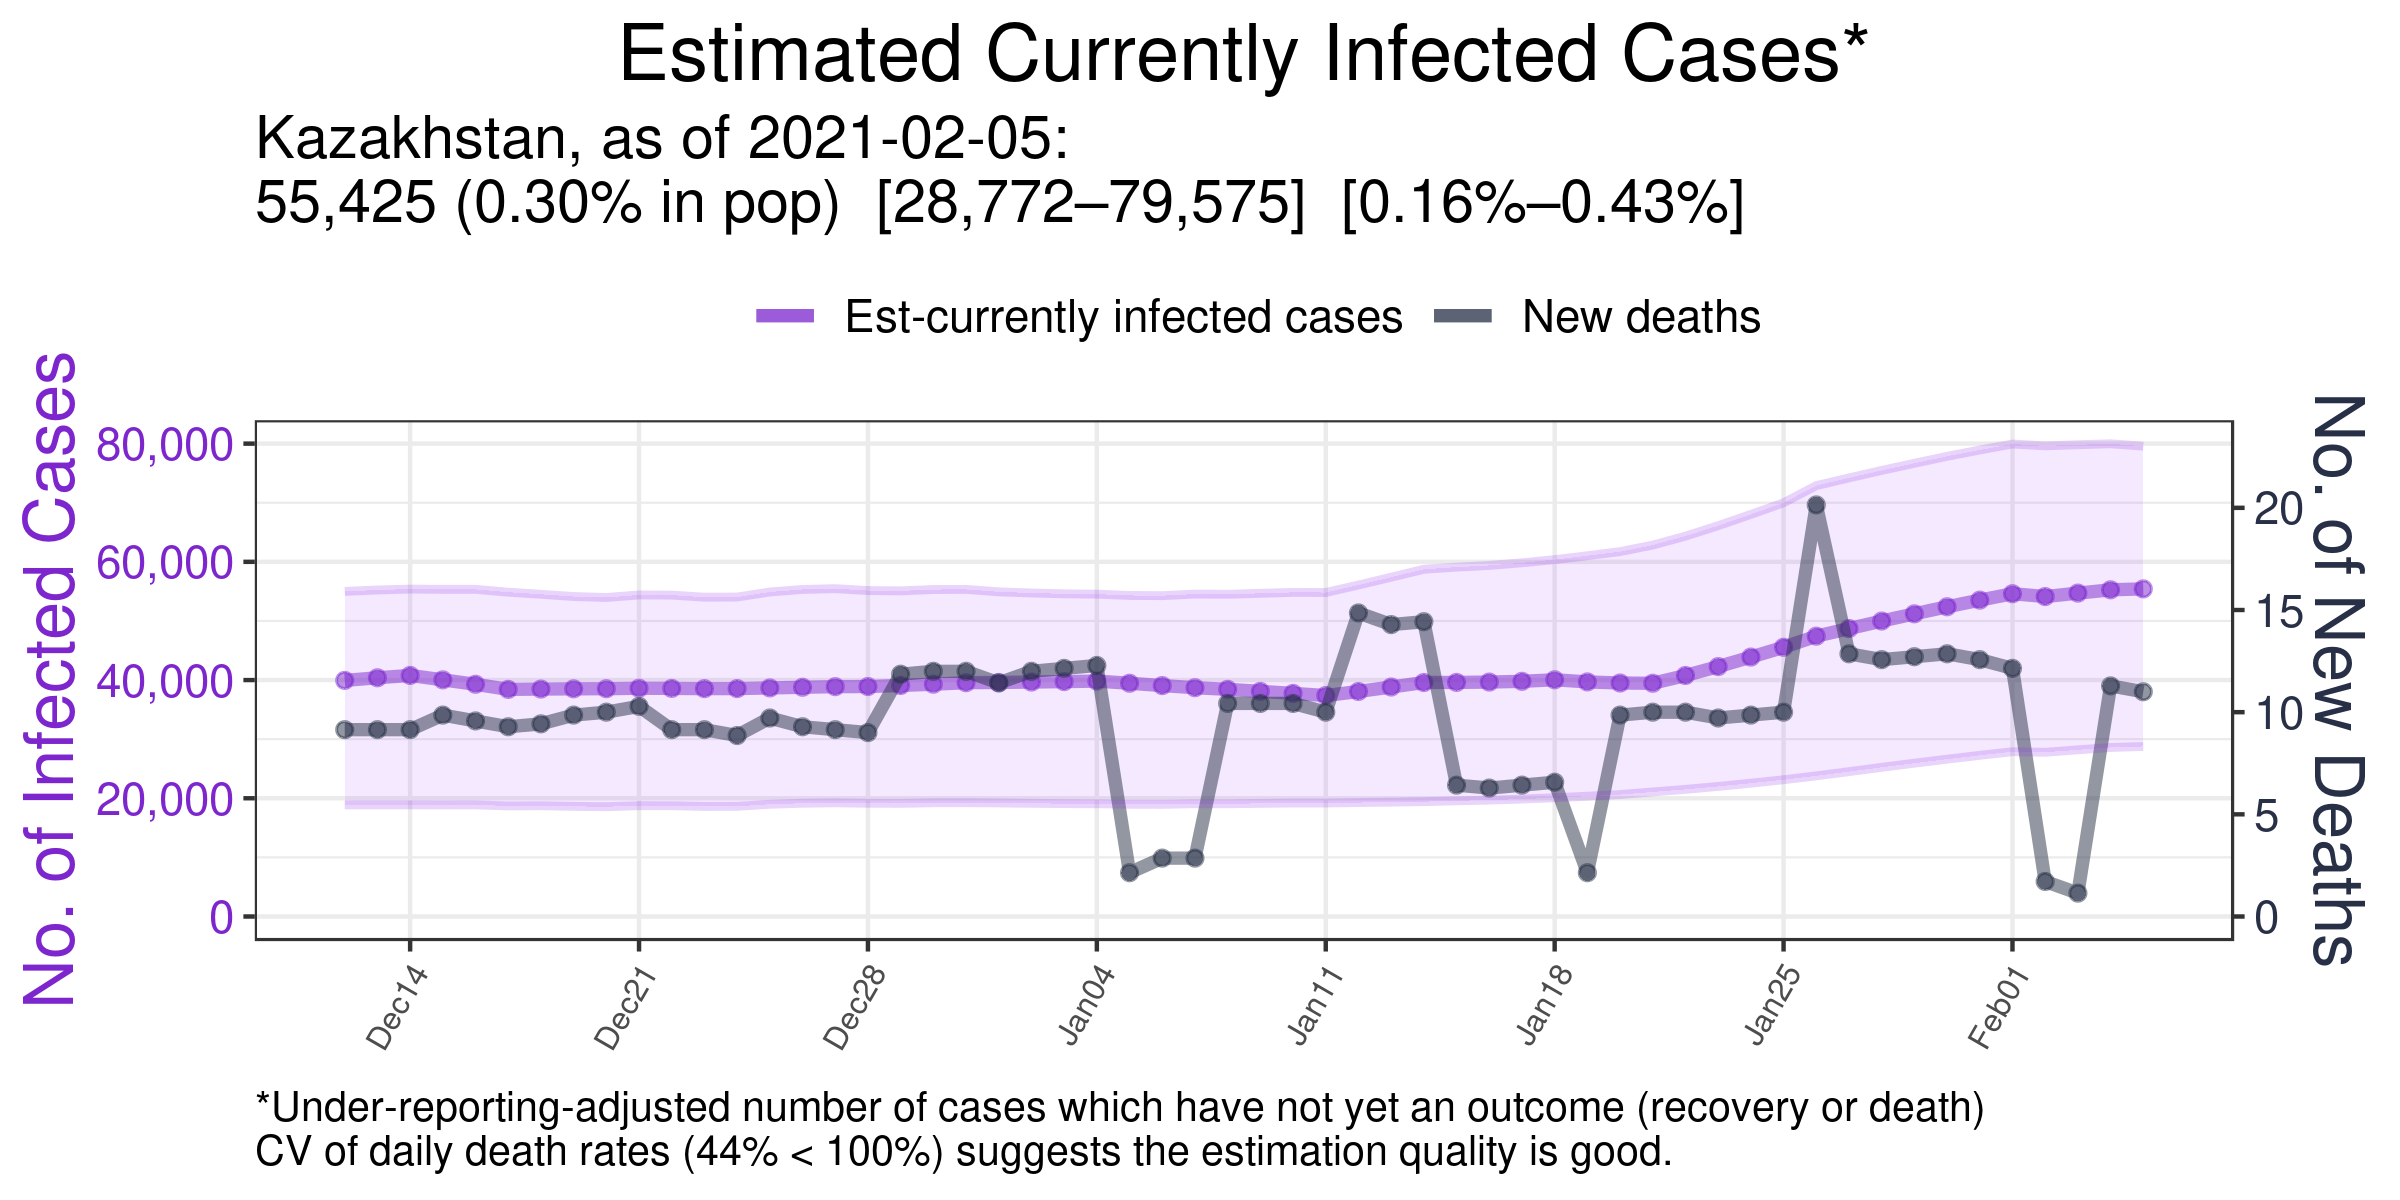 Estimated Currently Infected Cases*
Kazakhstan, as of 2021-02-05:
55,425 (0.30% in pop)  [28,772–79,575]  [0.16%–0.43%]
Est-currently infected cases
New deaths
No. of Infected Cases
80,000
60,000
40,000
20,000
0
No. of New Deaths
20
15
10
5
0
Dec14
Dec21
Dec28
Jan04
Jan11
Jan18
Jan25
Feb01
*Under-reporting-adjusted number of cases which have not yet an outcome (recovery or death)
CV of daily death rates (44% < 100%) suggests the estimation quality is good.